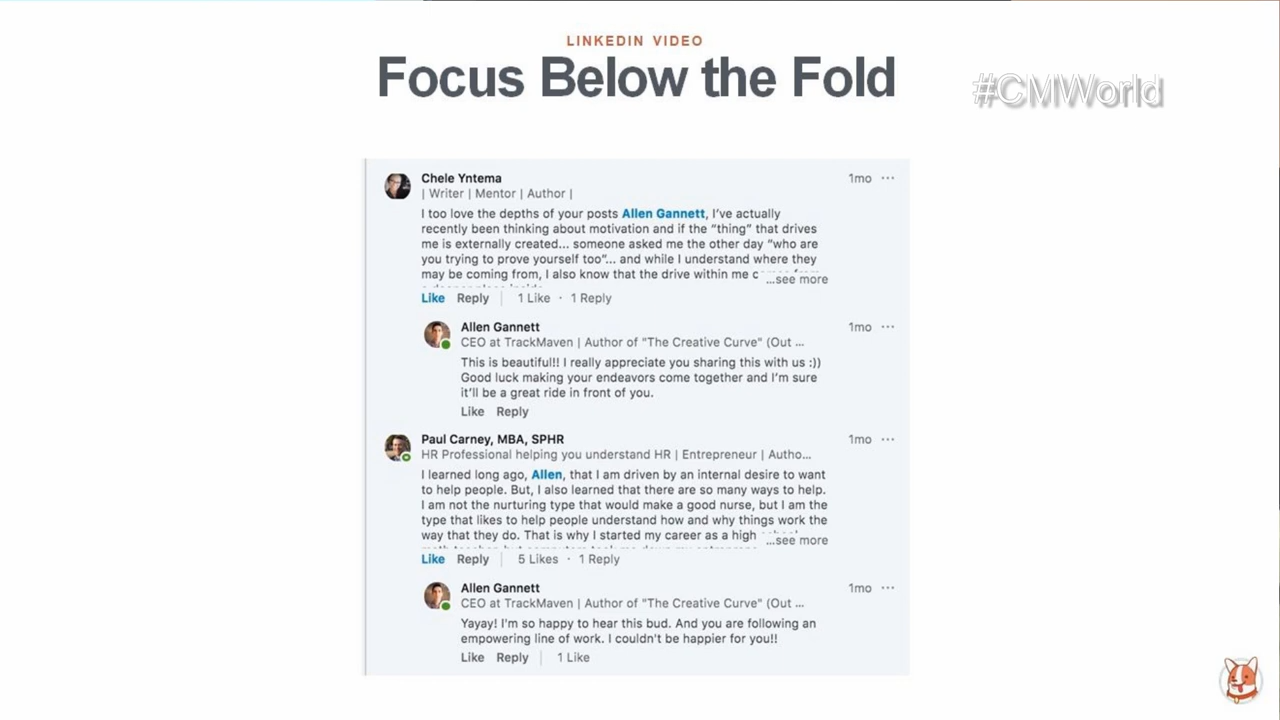 LINKEDIN VIDEO
Focus Below the Fold
#CMWorld
Chele Yntema
1mo ...
| Writer | Mentor | Author |
I too love the depths of your posts Allen Gannett, I've actually
recently been thinking about motivation and if the "thing" that drives
me is externally created... someone asked me the other day "who are
you trying to prove yourself too"... and while I understand where they
may be coming from, I also know that the drive within me
...see more
Like Reply | 1 Like · 1 Reply
Allen Gannett
1mo ...
CEO at TrackMaven | Author of "The Creative Curve" (Out ...
This is beautiful!! I really appreciate you sharing this with us :))
Good luck making your endeavors come together and I'm sure
it'll be a great ride in front of you.
Like Reply
Paul Carney, MBA, SPHR
1mo ...
HR Professional helping you understand HR | Entrepreneur | Autho...
I learned long ago, Allen, that I am driven by an internal desire to want
to help people. But, I also learned that there are so many ways to help.
I am not the nurturing type that would make a good nurse, but I am the
type that likes to help people understand how and why things work the
way that they do. That is why I started my career as a high
...see more
Like Reply | 5 Likes · 1 Reply
Allen Gannett
1mo ...
CEO at TrackMaven | Author of "The Creative Curve" (Out ...
Yayay! I'm so happy to hear this bud. And you are following an
empowering line of work. I couldn't be happier for you!!
Like Reply | 1 Like